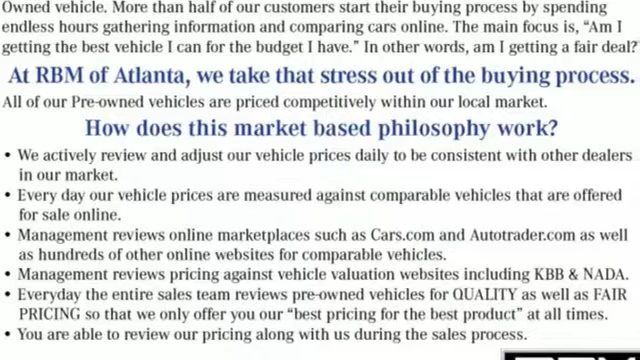 Owned vehicle. More than half of our customers start their buying process by spending
endless hours gathering information and comparing cars online. The main focus is, “Am I
getting the best vehicle I can for the budget I have.” In other words, am I getting a fair deal?
At RBM of Atlanta, we take that stress out of the buying process.
All of our Pre-owned vehicles are priced competitively within our local market.
How does this market based philosophy work?
• We actively review and adjust our vehicle prices daily to be consistent with other dealers
in our market.
• Every day our vehicle prices are measured against comparable vehicles that are offered
for sale online.
• Management reviews online marketplaces such as Cars.com and Autotrader.com as well
as hundreds of other online websites for comparable vehicles.
• Management reviews pricing against vehicle valuation websites including KBB & NADA.
• Everyday the entire sales team reviews pre-owned vehicles for QUALITY as well as FAIR
PRICING so that we only offer you our “best pricing for the best product” at all times.
• You are able to review our pricing along with us during the sales process.